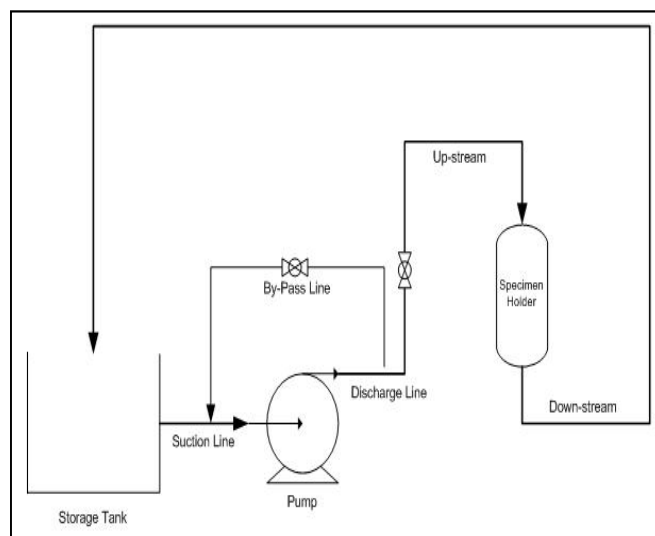 Up-stream
Specimen
Holder
By-Pass Line
Discharge Line
Down-stream
Suction Line
Pump
Storage Tank